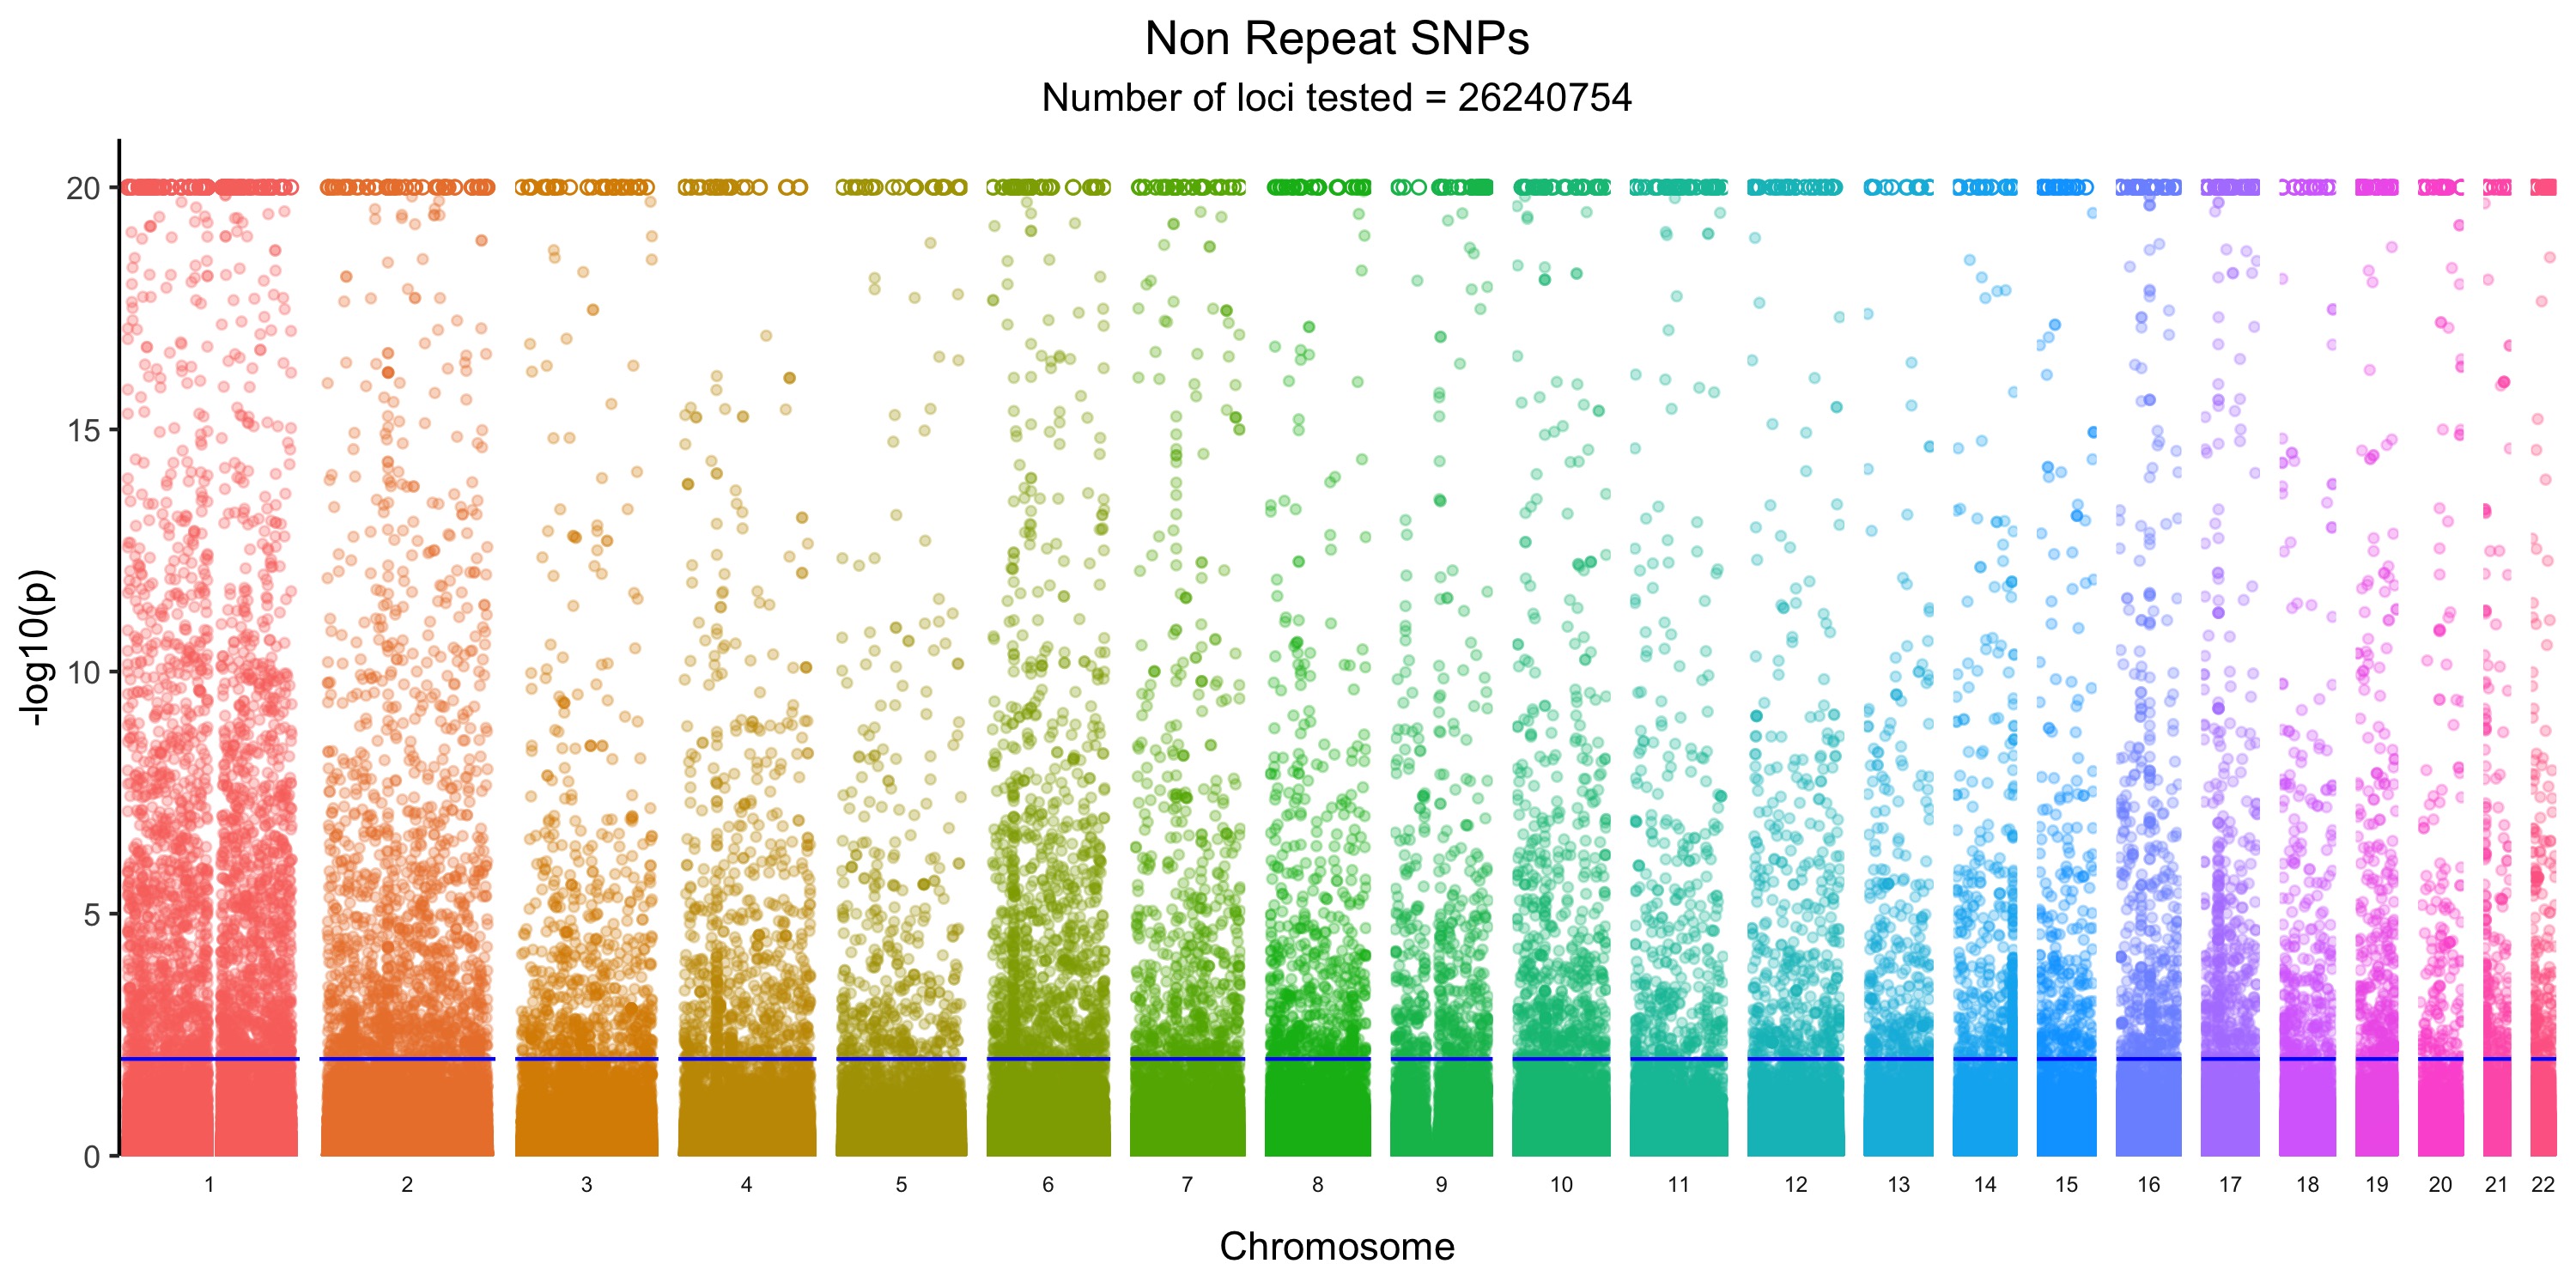 Non Repeat SNPs
Number of loci tested = 26240754
-log10(p)
20
15
10
5
0
1 2 3 4 5 6 7 8 9 10 11 12 13 14 15 16 17 18 19 20 21 22
Chromosome